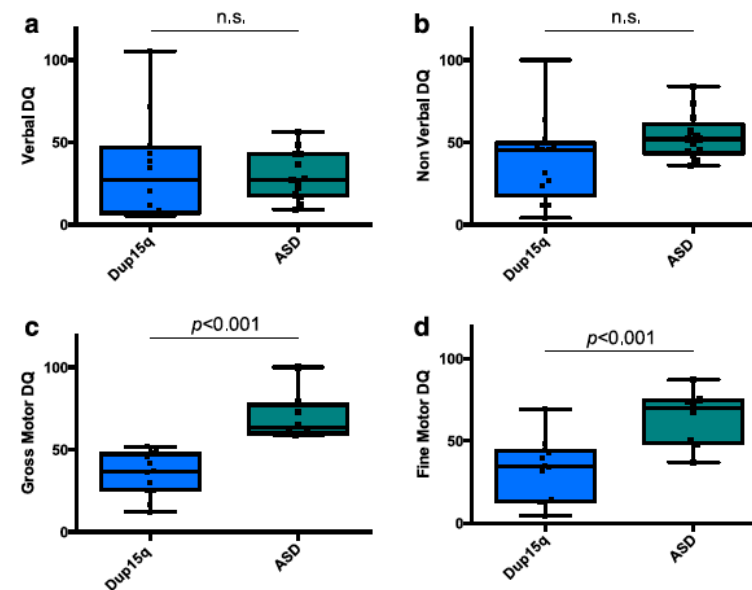 a
n.s.
Verbal DQ
100
50
0
Dup15q
ASD
b
n.s.
Non Verbal DQ
100
50
0
Dup15q
ASD
c
p<0.001
Gross Motor DQ
100
50
0
Dup15q
ASD
d
p<0.001
Fine Motor DQ
100
50
0
Dup15q
ASD